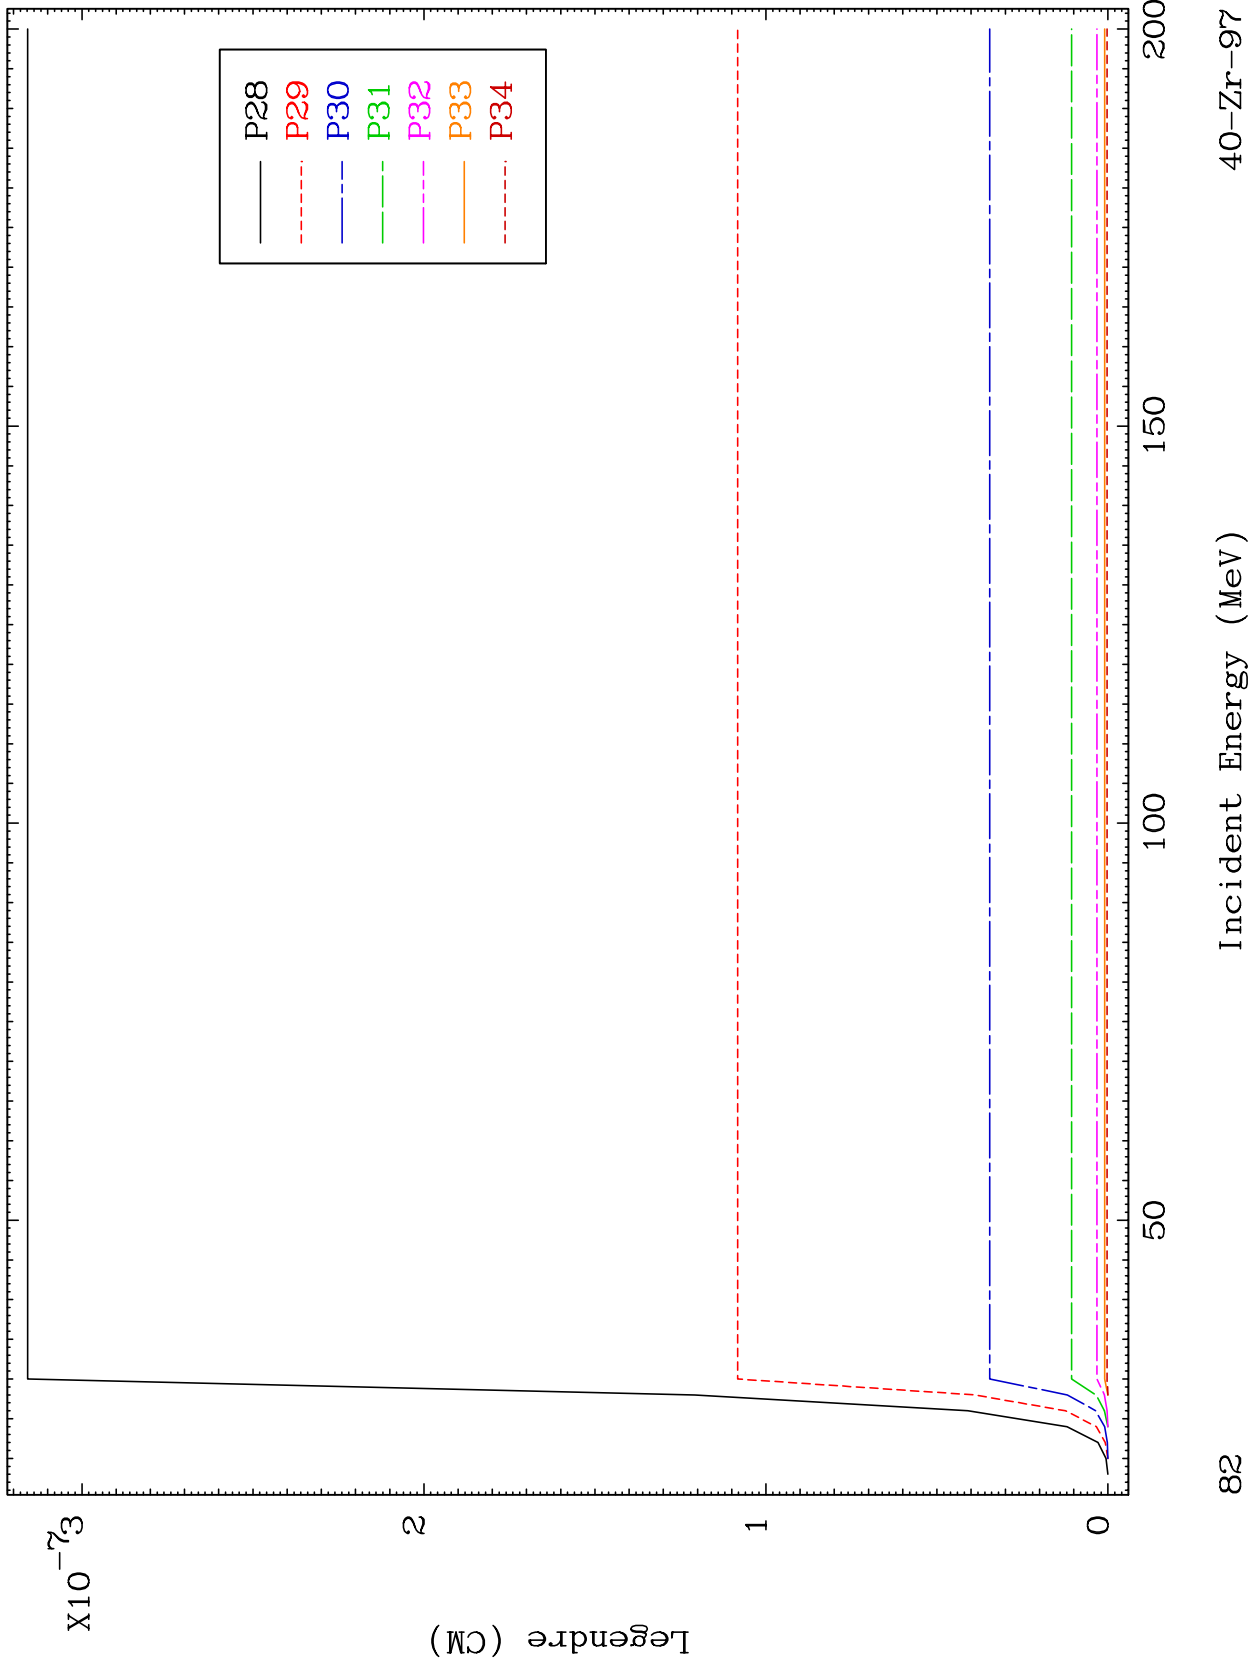 X10⁻⁷
3
2
1
0
Legendre (CM)
P28
P29
P30
P31
P32
P33
P34
50
100
150
200
Incident Energy (MeV)
82
40-Zr-97